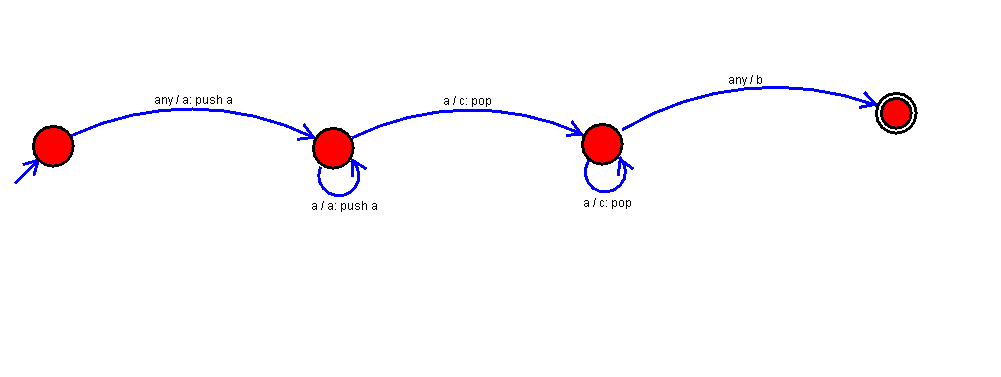 any / a: push a
a / c: pop
any / b
a / a: push a
a / c: pop